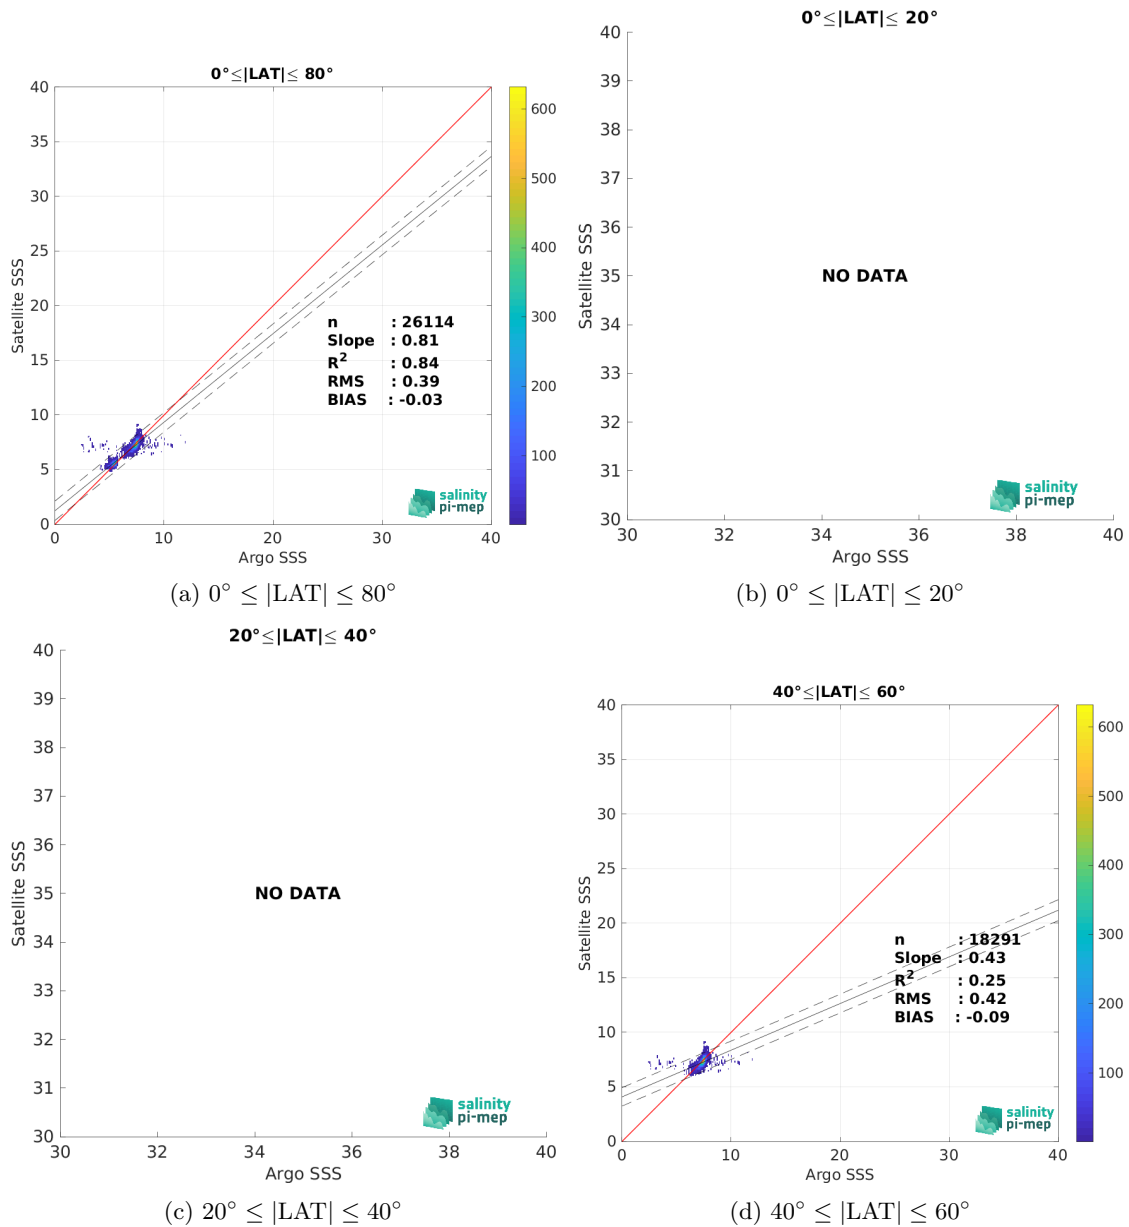 0°≤|LAT|≤ 80°
40
35
30
25
20
15
10
5
0
Satellite SSS
n : 26114
Slope : 0.81
R2 : 0.84
RMS : 0.39
BIAS : -0.03
salinity
pi-mep
0 10 20 30 40
Argo SSS
600
500
400
300
200
100
(a) 0° ≤ |LAT| ≤ 80°
0°≤|LAT|≤ 20°
40
39
38
37
36
35
34
33
32
31
30
Satellite SSS
NO DATA
salinity
pi-mep
30 32 34 36 38 40
Argo SSS
(b) 0° ≤ |LAT| ≤ 20°
20°≤|LAT|≤ 40°
40
39
38
37
36
35
34
33
32
31
30
Satellite SSS
NO DATA
salinity
pi-mep
30 32 34 36 38 40
Argo SSS
(c) 20° ≤ |LAT| ≤ 40°
40°≤|LAT|≤ 60°
40
35
30
25
20
15
10
5
0
Satellite SSS
n : 18291
Slope : 0.43
R2 : 0.25
RMS : 0.42
BIAS : -0.09
salinity
pi-mep
0 10 20 30 40
Argo SSS
600
500
400
300
200
100
(d) 40° ≤ |LAT| ≤ 60°